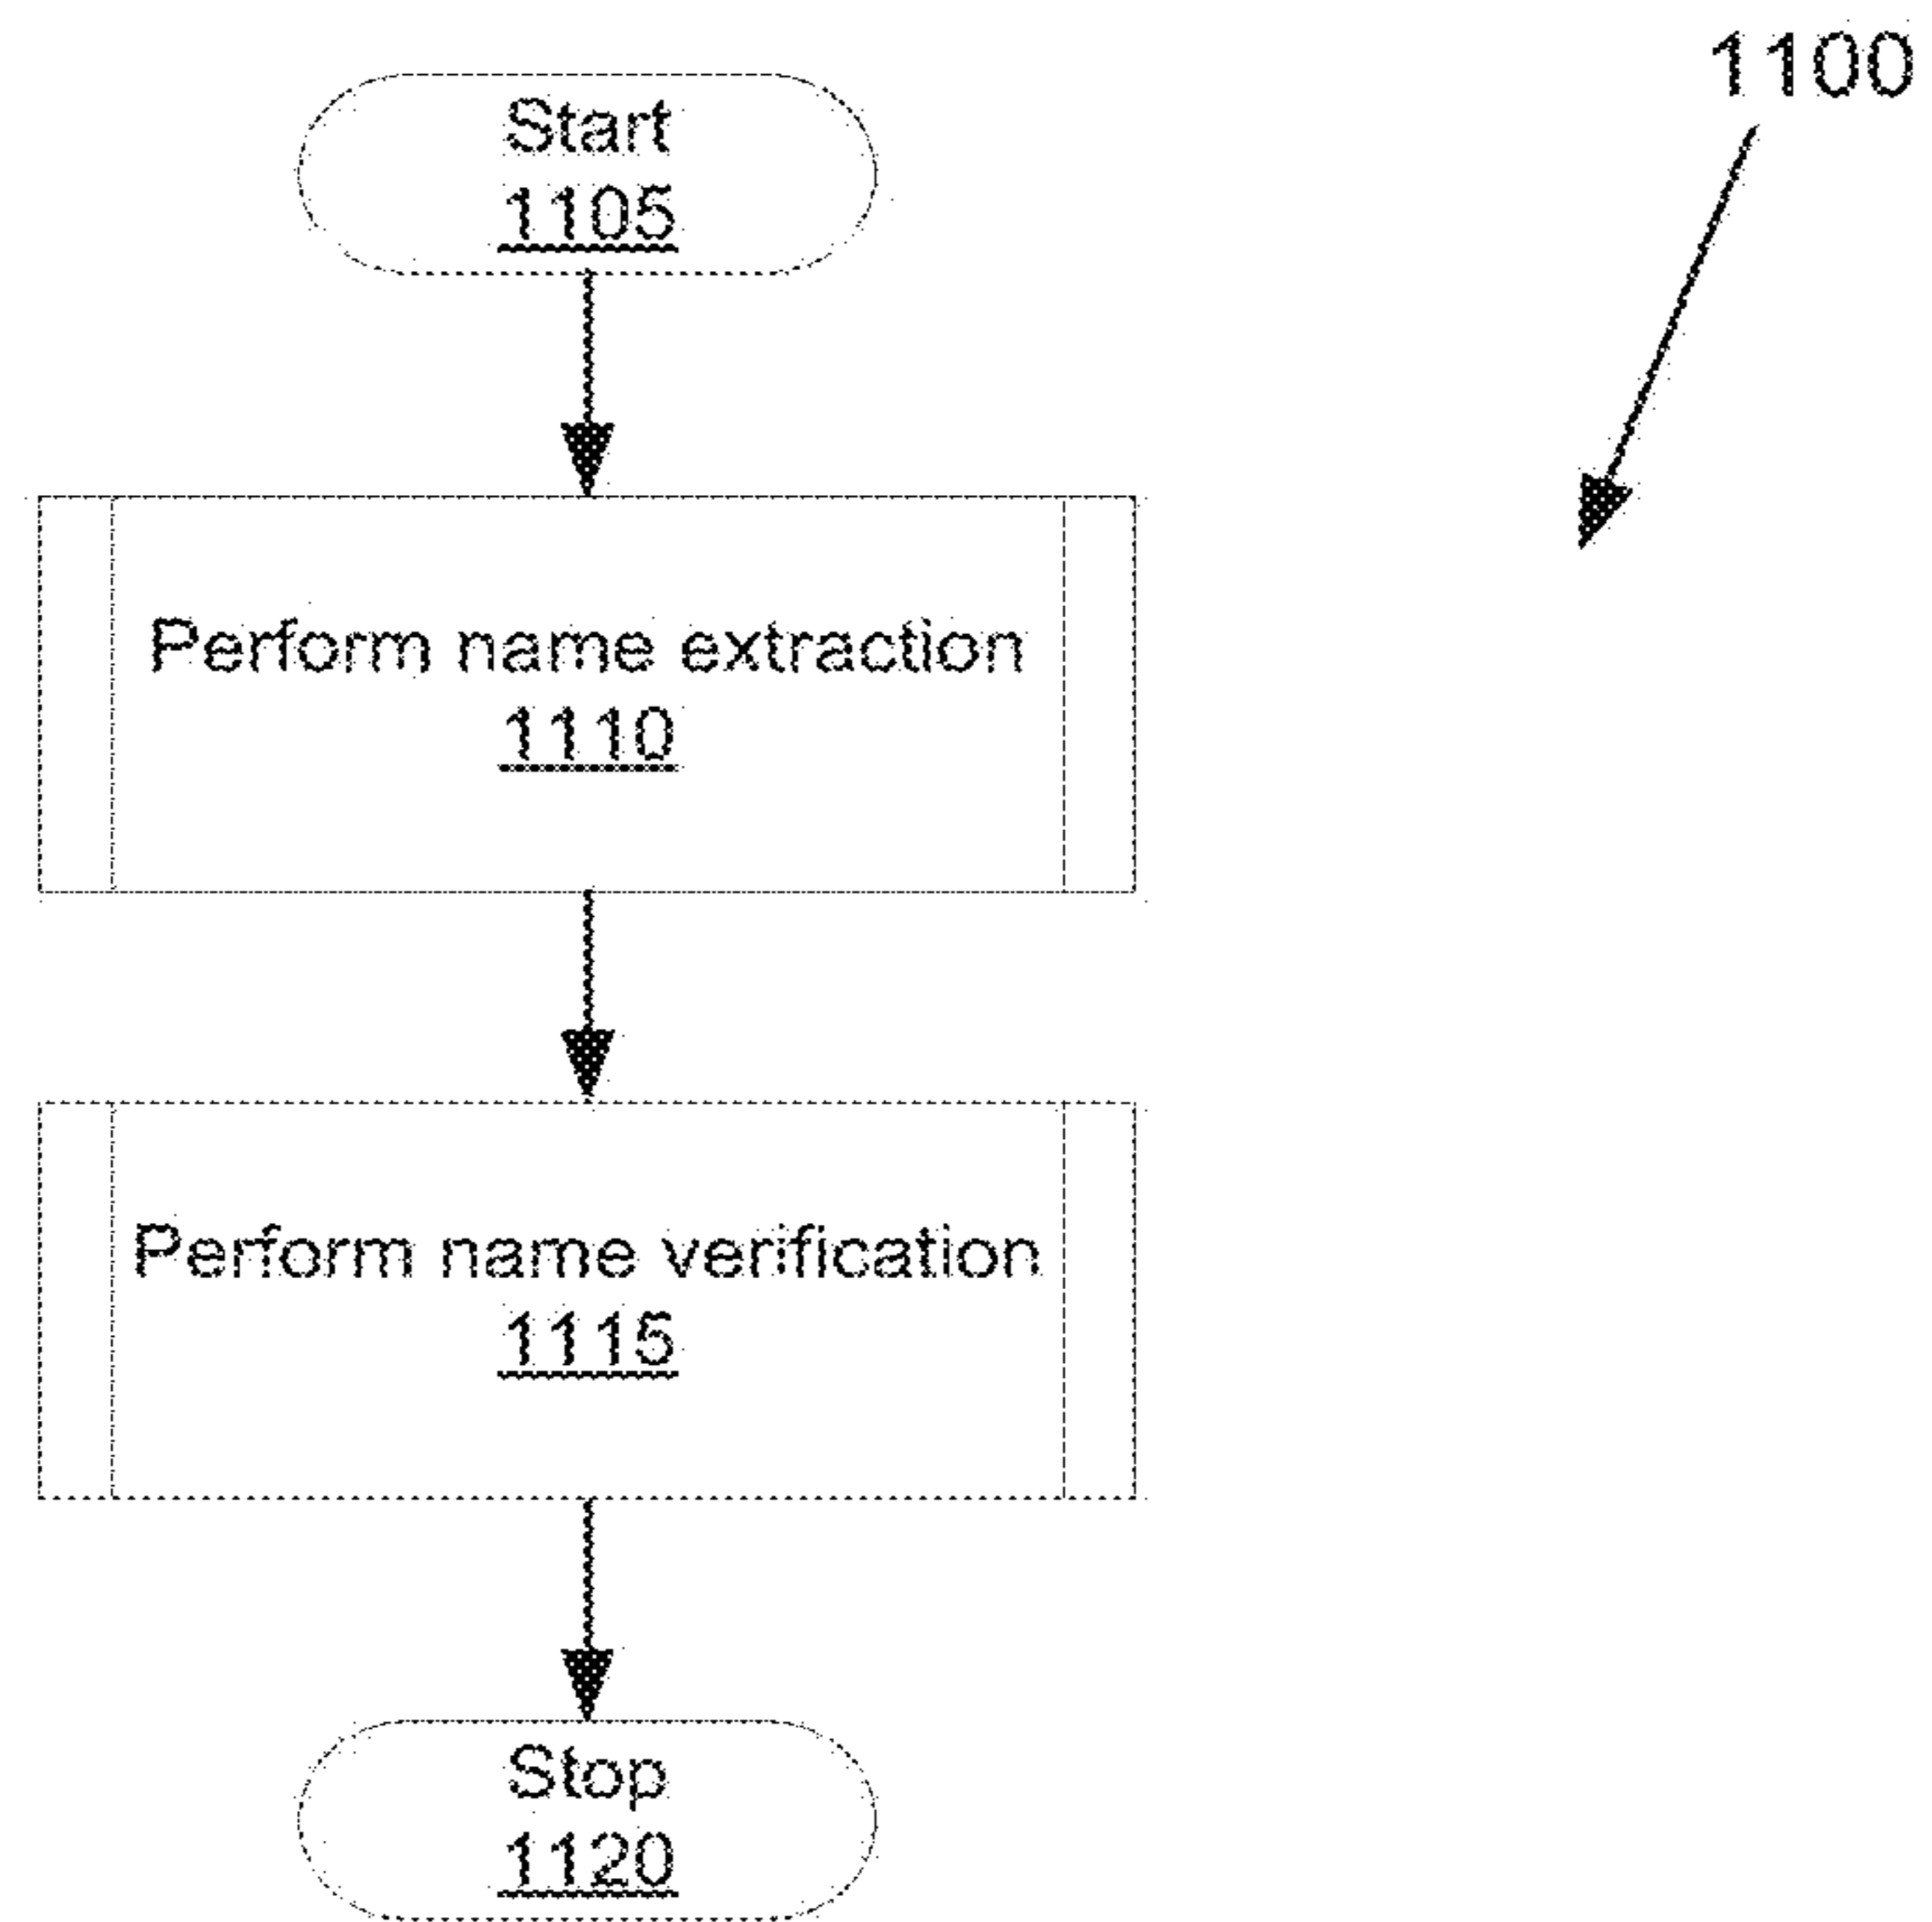 1100
Start
1105
Perform name extraction
1110
Perform name verification
1115
Stop
1120